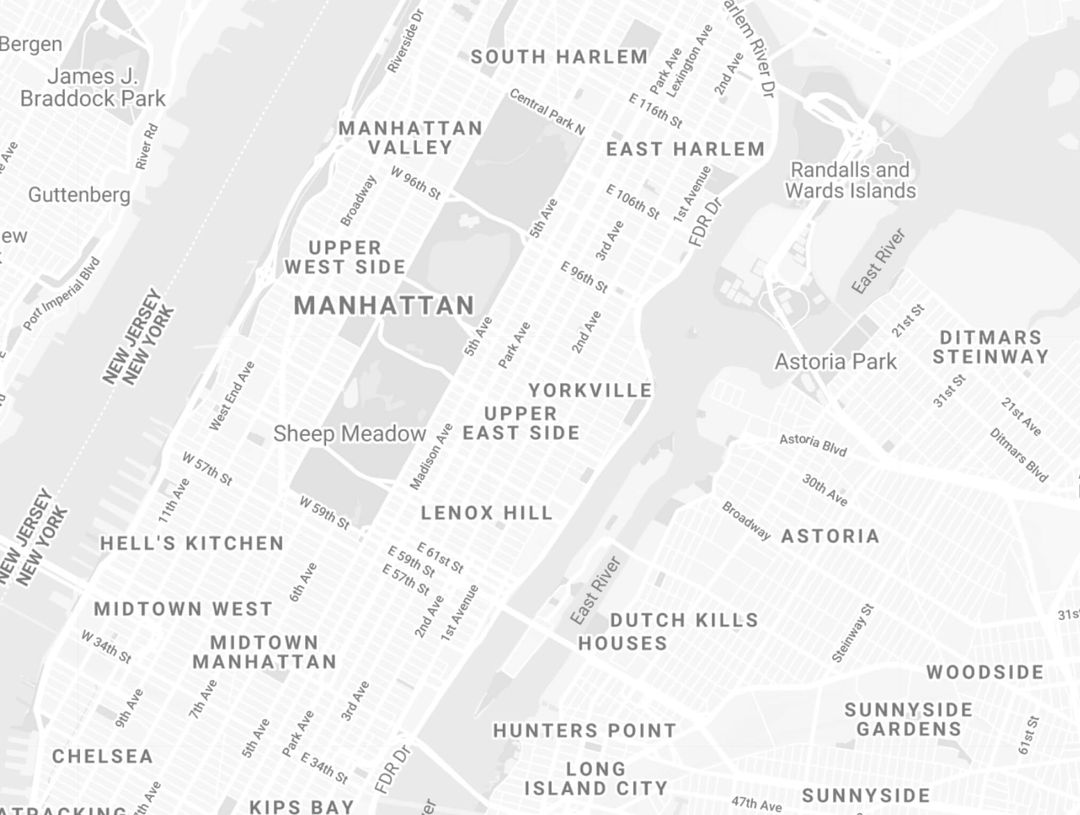 Riverside Dr
Harlem River Dr
Bergen
SOUTH HARLEM
Park Ave
Lexington Ave
2nd Ave
James J.
Braddock Park
Central Park N
E 116th St
MANHATTAN
VALLEY
River Rd
EAST HARLEM
Randalls and
Wards Islands
W 96th St
Guttenberg
Broadway
E 106th St
1st Avenue
5th Ave
FDR Dr
3rd Ave
UPPER
WEST SIDE
East River
E 96th St
Port Imperial Blvd
MANHATTAN
NEW JERSEY
NEW YORK
5th Ave
Park Ave
2nd Ave
21st St
DITMARS
STEINWAY
Astoria Park
YORKVILLE
31st St
21st Ave
West End Ave
UPPER
EAST SIDE
Sheep Meadow
Madison Ave
Astoria Blvd
Ditmars Blvd
W 57th St
11th Ave
30th Ave
W 59th St
LENOX HILL
Broadway
ASTORIA
NEW JERSEY
NEW YORK
HELL'S KITCHEN
E 61st St
E 59th St
E 57th St
6th Ave
East River
MIDTOWN WEST
2nd Ave
1st Avenue
DUTCH KILLS
HOUSES
31st
Steinway St
W 34th St
MIDTOWN
MANHATTAN
WOODSIDE
9th Ave
7th Ave
3rd Ave
SUNNYSIDE
GARDENS
5th Ave
Park Ave
HUNTERS POINT
61st St
CHELSEA
E 34th St
FDR Dr
LONG
ISLAND CITY
KIPS BAY
47th Ave
SUNNYSIDE